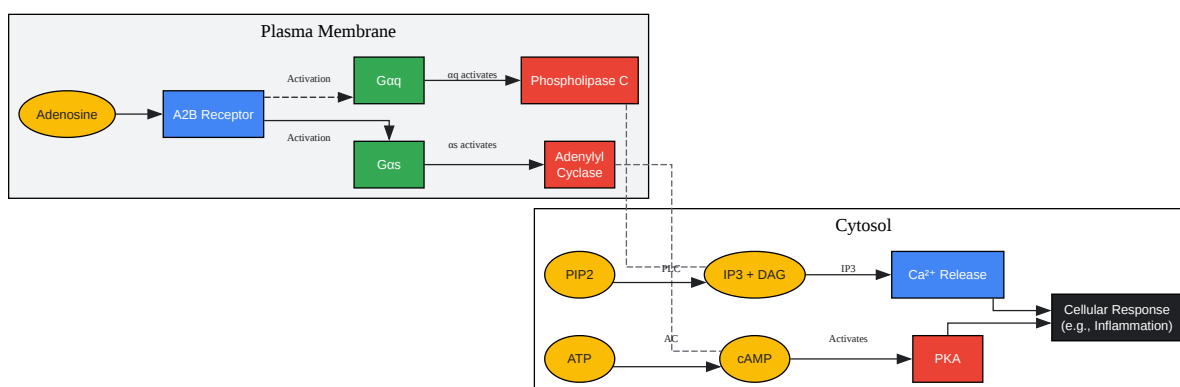 Plasma Membrane
Activation
Gαq
αq activates
Phospholipase C
Adenosine
A2B Receptor
Activation
Gαs
αs activates
Adenylyl
Cyclase
Cytosol
PIP2
PLC
IP3 + DAG
IP3
Ca²⁺ Release
Cellular Response
(e.g., Inflammation)
ATP
AC
cAMP
Activates
PKA